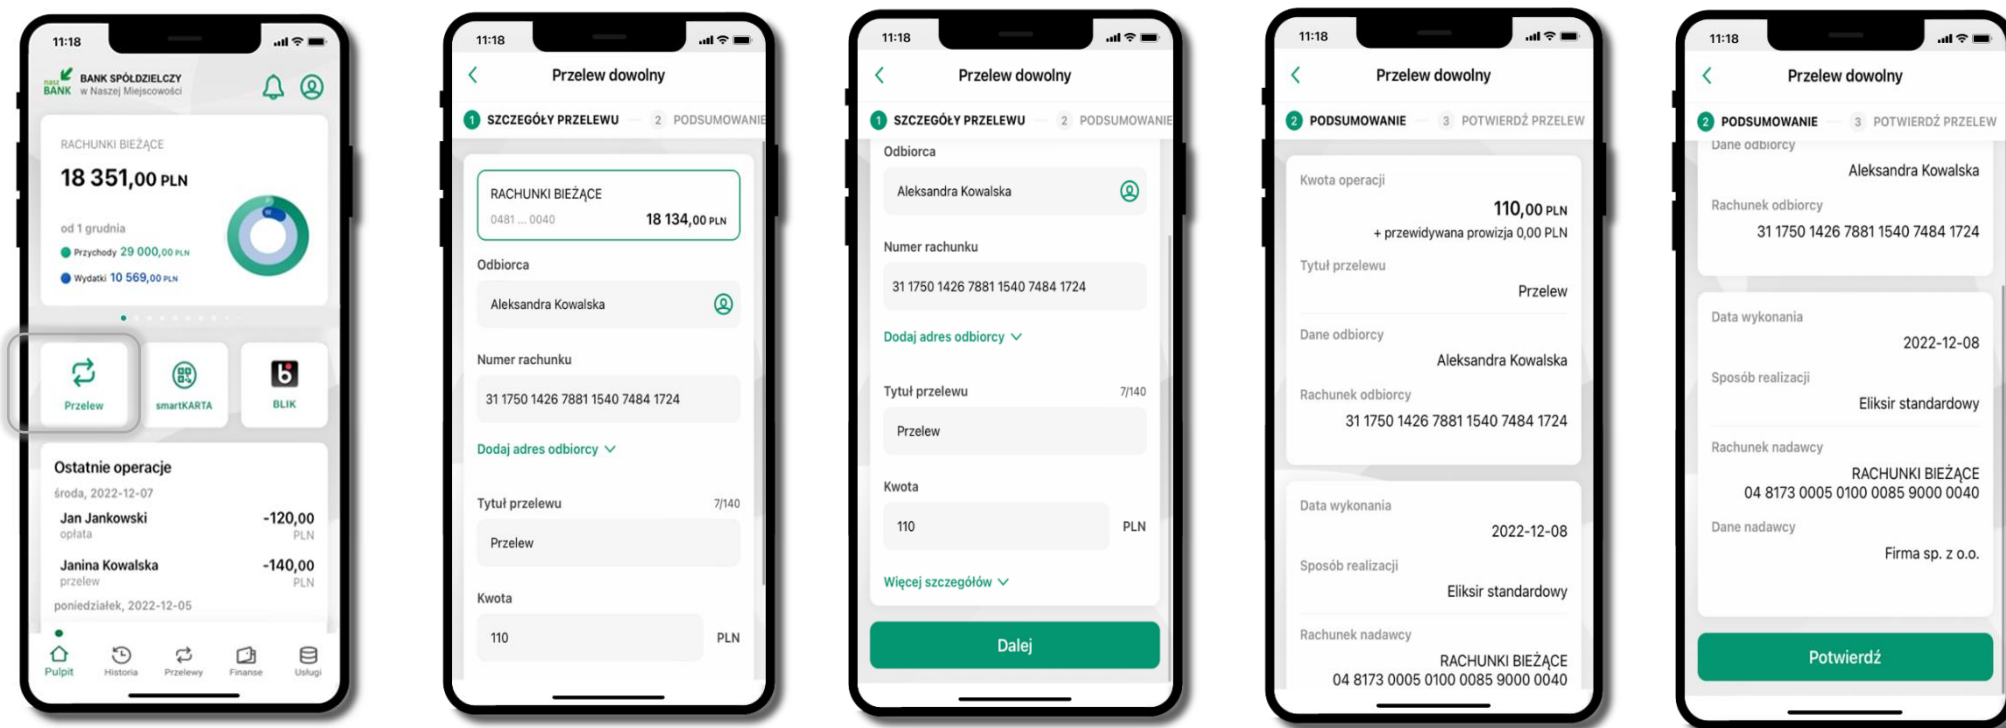 11:18
nasz BANK
BANK SPÓŁDZIELCZY
w Naszej Miejscowości
RACHUNKI BIEŻĄCE
18 351,00 PLN
od 1 grudnia
Przychody 29 000,00 PLN
Wydatki 10 569,00 PLN
Przelew
smartKARTA
BLIK
Ostatnie operacje
środa, 2022-12-07
Jan Jankowski -120,00
opłata PLN
Janina Kowalska -140,00
przelew PLN
poniedziałek, 2022-12-05
Pulpit Historia Przelewy Finanse Usługi
11:18
Przelew dowolny
1 SZCZEGÓŁY PRZELEWU 2 PODSUMOWANIE
RACHUNKI BIEŻĄCE
0481 ... 0040 18 134,00 PLN
Odbiorca
Aleksandra Kowalska
Numer rachunku
31 1750 1426 7881 1540 7484 1724
Dodaj adres odbiorcy
Tytuł przelewu 7/140
Przelew
Kwota
110 PLN
11:18
Przelew dowolny
1 SZCZEGÓŁY PRZELEWU 2 PODSUMOWANIE
Odbiorca
Aleksandra Kowalska
Numer rachunku
31 1750 1426 7881 1540 7484 1724
Dodaj adres odbiorcy
Tytuł przelewu 7/140
Przelew
Kwota
110 PLN
Więcej szczegółów
Dalej
11:18
Przelew dowolny
2 PODSUMOWANIE 3 POTWIERDŹ PRZELEW
Kwota operacji
110,00 PLN
+ przewidywana prowizja 0,00 PLN
Tytuł przelewu
Przelew
Dane odbiorcy
Aleksandra Kowalska
Rachunek odbiorcy
31 1750 1426 7881 1540 7484 1724
Data wykonania
2022-12-08
Sposób realizacji
Eliksir standardowy
Rachunek nadawcy
RACHUNKI BIEŻĄCE
04 8173 0005 0100 0085 9000 0040
11:18
Przelew dowolny
2 PODSUMOWANIE 3 POTWIERDŹ PRZELEW
Dane odbiorcy
Aleksandra Kowalska
Rachunek odbiorcy
31 1750 1426 7881 1540 7484 1724
Data wykonania
2022-12-08
Sposób realizacji
Eliksir standardowy
Rachunek nadawcy
RACHUNKI BIEŻĄCE
04 8173 0005 0100 0085 9000 0040
Dane nadawcy
Firma sp. z o.o.
Potwierdź